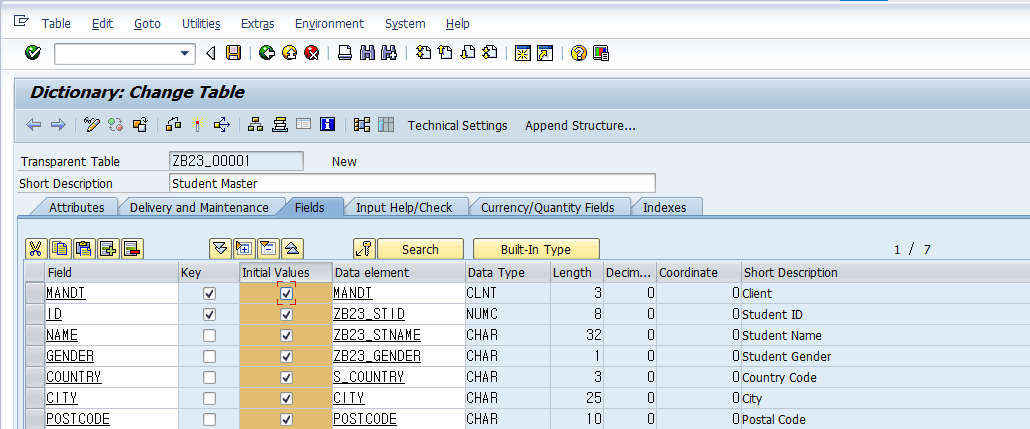 Table Edit Goto Utilities Extras Environment System Help
Dictionary: Change Table
Technical Settings Append Structure...
Transparent Table ZB23_00001 New
Short Description Student Master
Attributes Delivery and Maintenance Fields Input Help/Check Currency/Quantity Fields Indexes
Search Built-In Type 1 / 7
Field Key Initial Values Data element Data Type Length Decim... Coordinate Short Description
MANDT MANDT CLNT 3 0 0 Client
ID ZB23_STID NUMC 8 0 0 Student ID
NAME ZB23_STNAME CHAR 32 0 0 Student Name
GENDER ZB23_GENDER CHAR 1 0 0 Student Gender
COUNTRY S_COUNTRY CHAR 3 0 0 Country Code
CITY CITY CHAR 25 0 0 City
POSTCODE POSTCODE CHAR 10 0 0 Postal Code